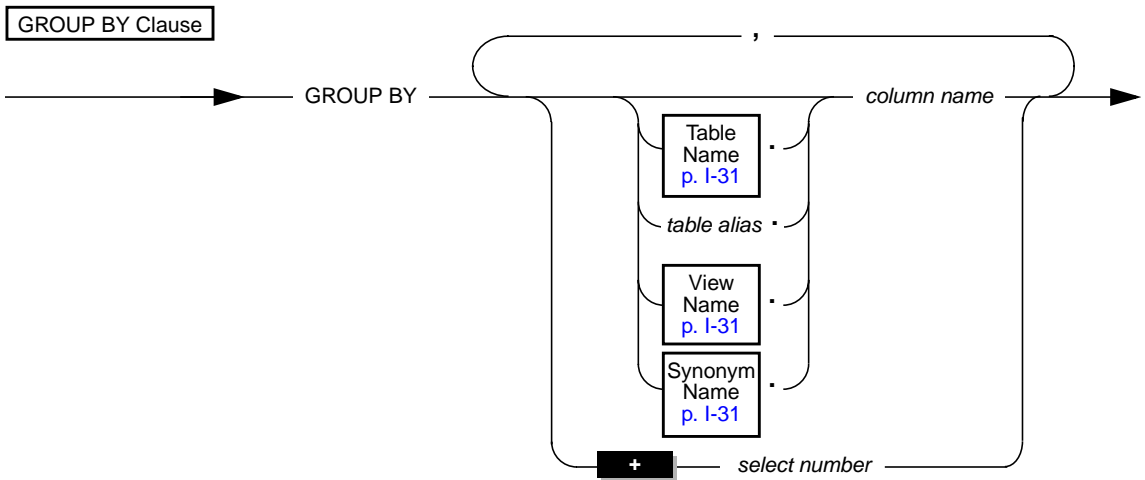 GROUP BY Clause
,
GROUP BY
column name
Table
Name
p. I-31
.
table alias .
View
Name
p. I-31
.
Synonym
Name
p. I-31
.
+
select number